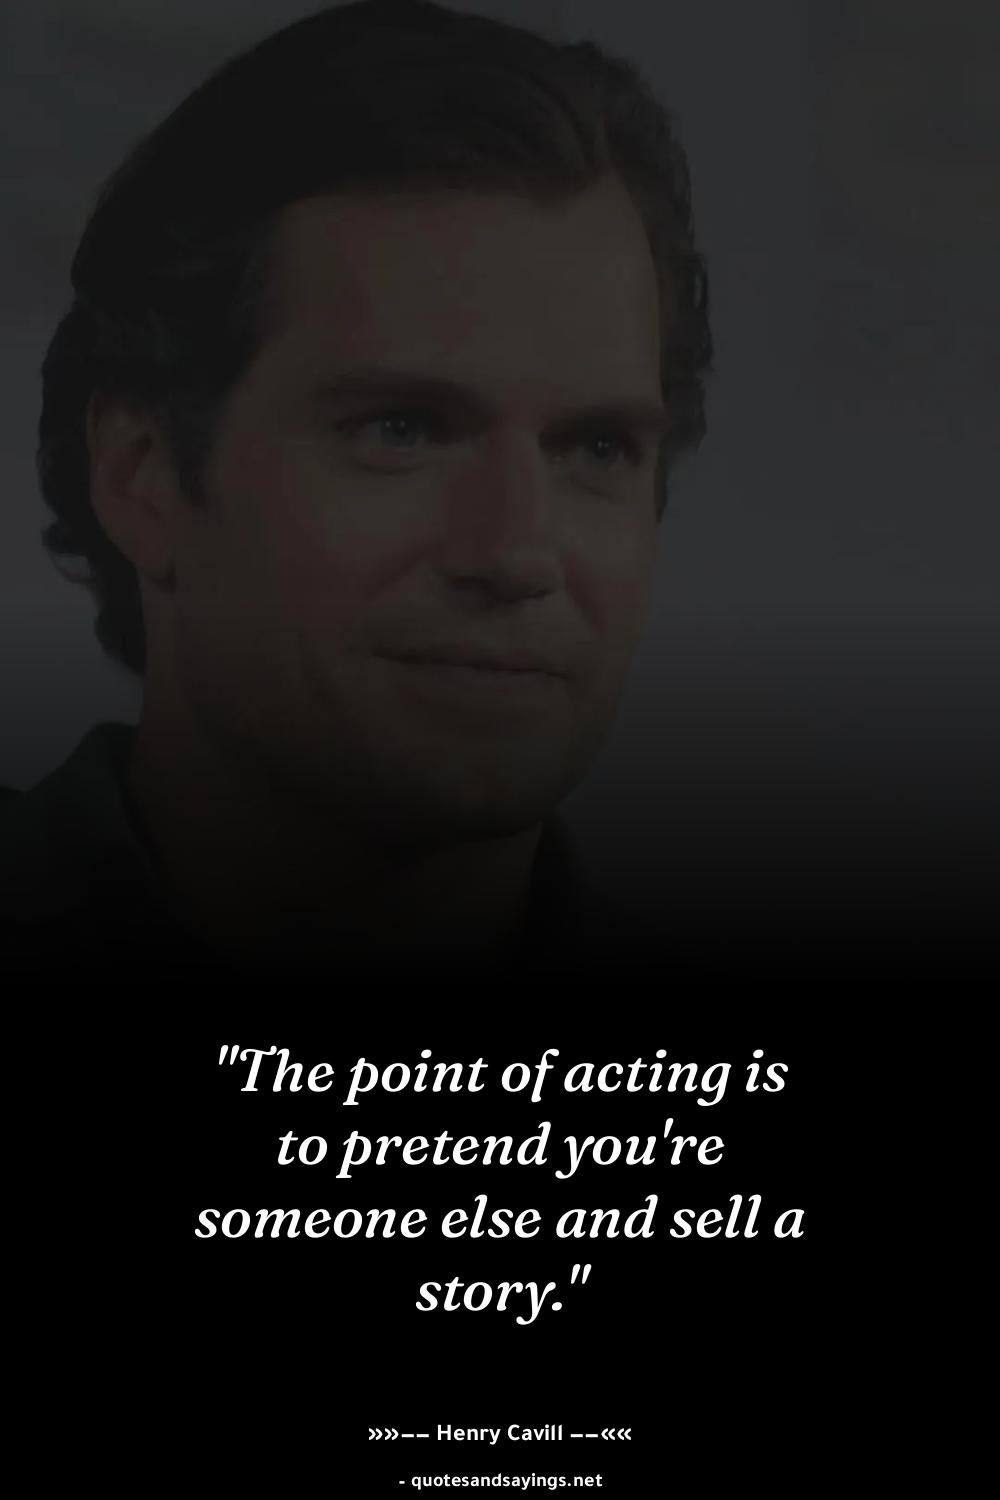 "The point of acting is
to pretend you're
someone else and sell a
story."
»»−− Henry Cavill −−««
- quotesandsayings.net